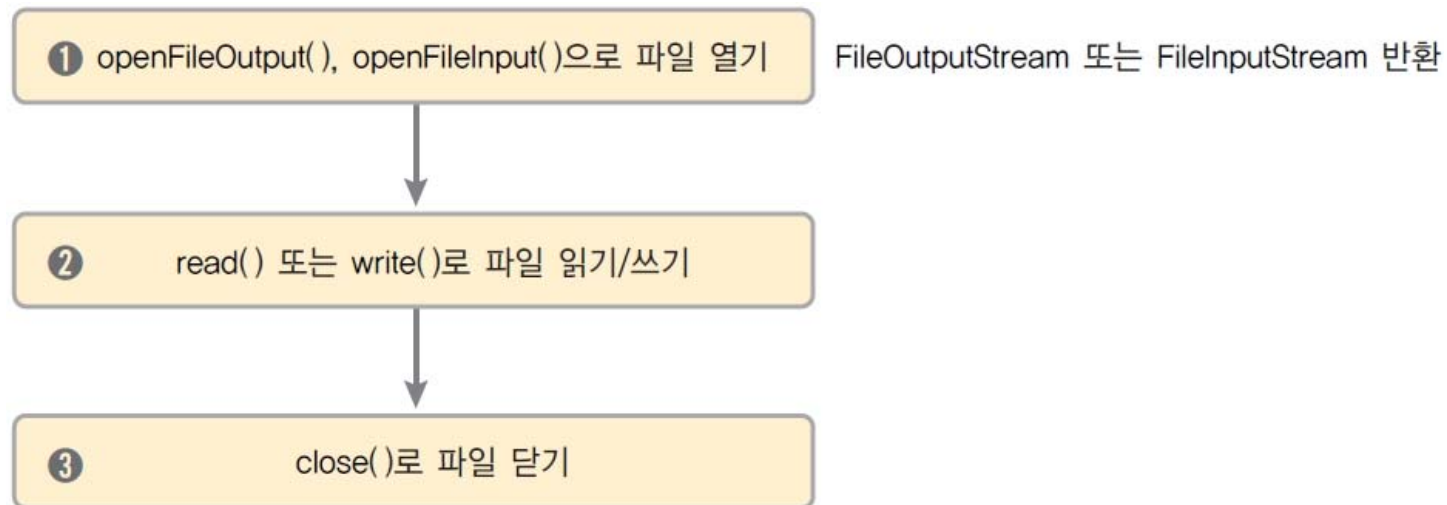 ❶ openFileOutput( ), openFileInput( )으로 파일 열기 FileOutputStream 또는 FileInputStream 반환
❷ read( ) 또는 write( )로 파일 읽기/쓰기
❸ close( )로 파일 닫기